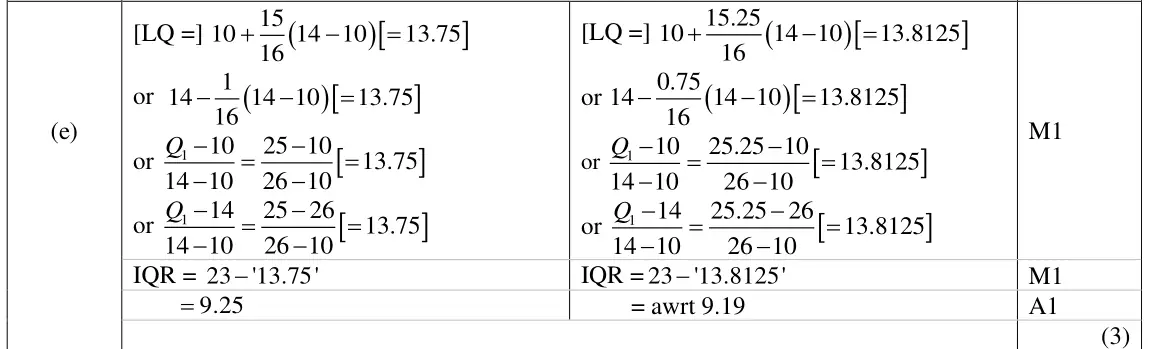 (e)
[LQ =] 10 + 15/16 (14 − 10) [= 13.75]
or 14 − 1/16 (14 − 10) [= 13.75]
or (Q₁ − 10)/(14 − 10) = (25 − 10)/(26 − 10) [= 13.75]
or (Q₁ − 14)/(14 − 10) = (25 − 26)/(26 − 10) [= 13.75]
[LQ =] 10 + 15.25/16 (14 − 10) [= 13.8125]
or 14 − 0.75/16 (14 − 10) [= 13.8125]
or (Q₁ − 10)/(14 − 10) = (25.25 − 10)/(26 − 10) [= 13.8125]
or (Q₁ − 14)/(14 − 10) = (25.25 − 26)/(26 − 10) [= 13.8125]
M1
IQR = 23 − '13.75' IQR = 23 − '13.8125' M1
= 9.25 = awrt 9.19 A1
(3)